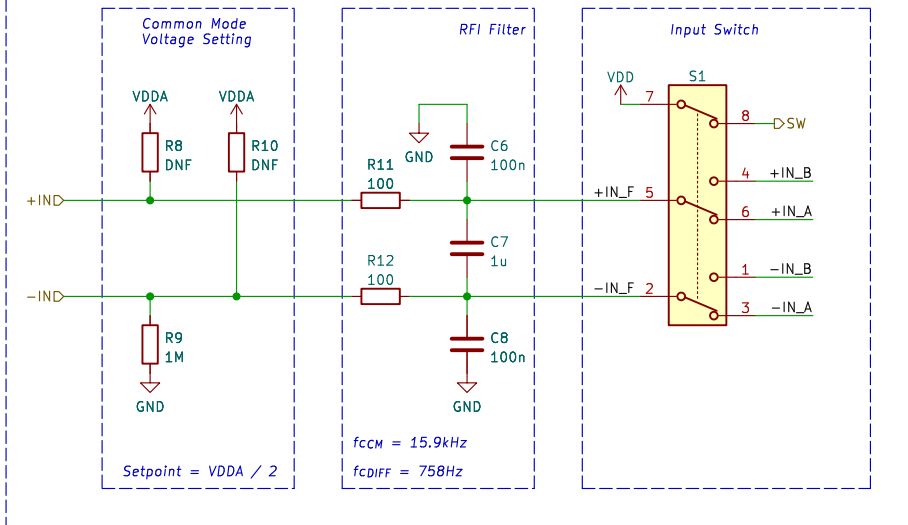 Common Mode
Voltage Setting
RFI Filter
Input Switch
VDDA
VDDA
VDD
S1
7
8
SW
R8
DNF
R10
DNF
GND
C6
100n
R11
100
4
+IN_B
+IN
+IN_F
5
6
+IN_A
C7
1u
R12
100
1
-IN_B
-IN
-IN_F
2
3
-IN_A
R9
1M
C8
100n
GND
GND
fcCM = 15.9kHz
Setpoint = VDDA / 2
fcDIFF = 758Hz